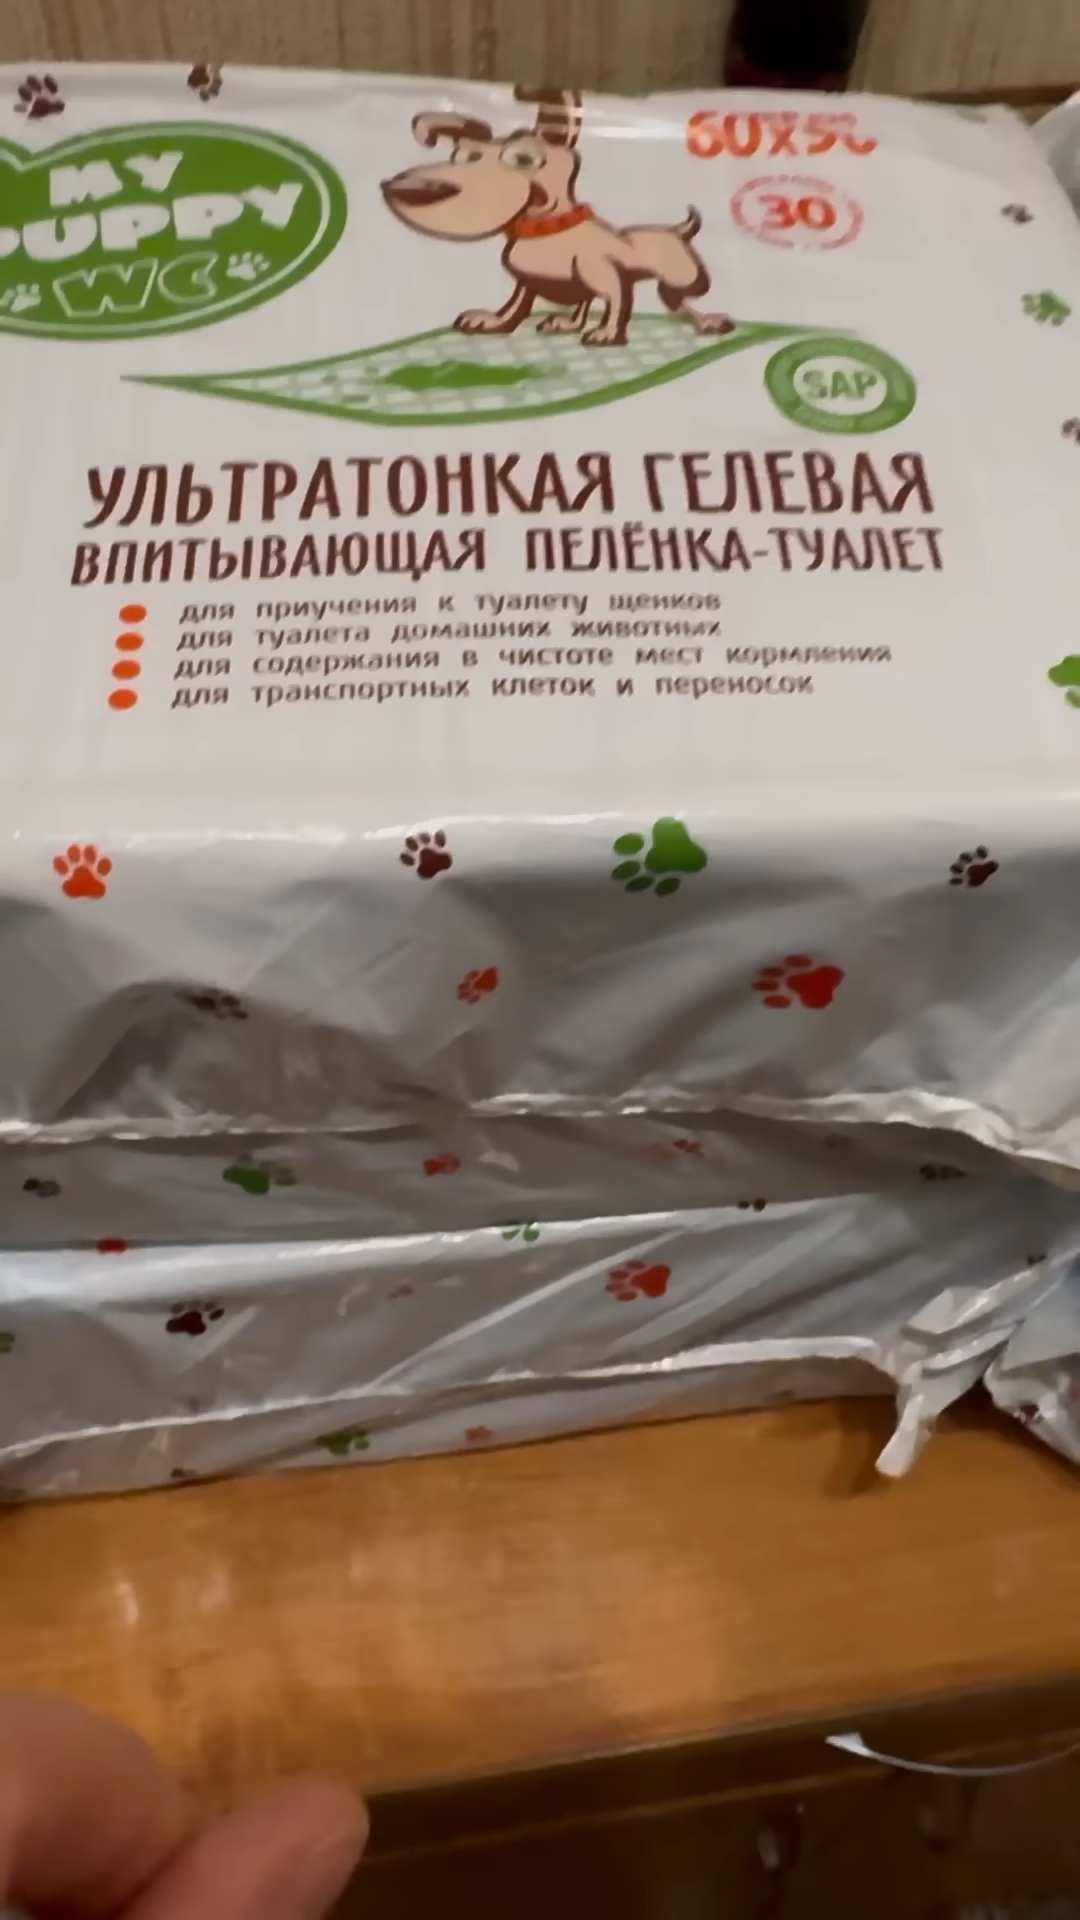 MY
PUPPY
WC
60X50
30
SAP
УЛЬТРАТОНКАЯ ГЕЛЕВАЯ
ВПИТЫВАЮЩАЯ ПЕЛЁНКА-ТУАЛЕТ
для приучения к туалету щенков
для туалета домашних животных
для содержания в чистоте мест кормления
для транспортных клеток и переносок